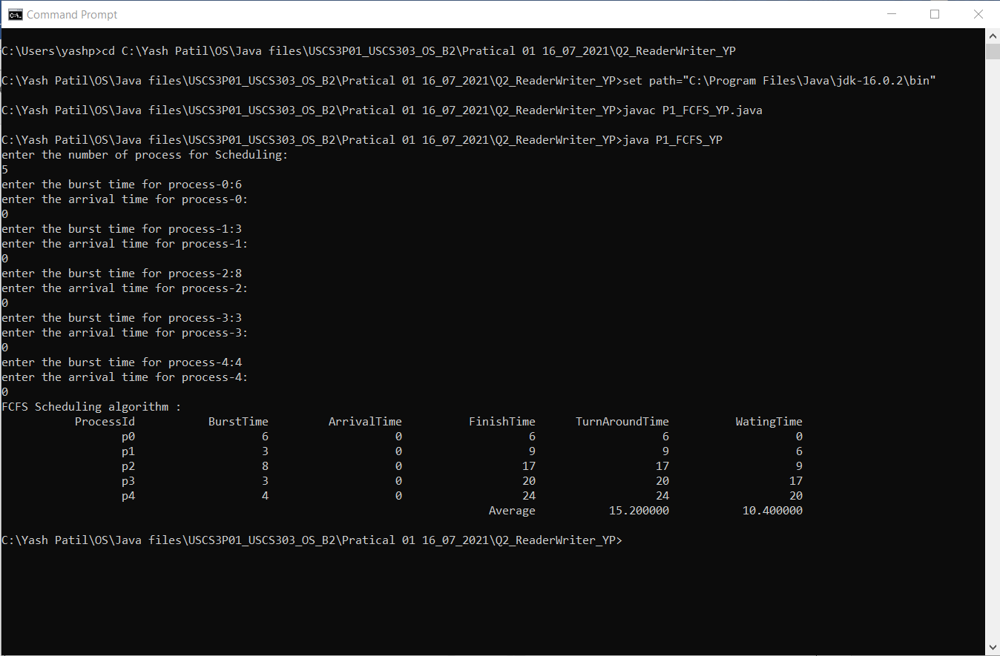 Command Prompt
C:\Users\yashp>cd C:\Yash Patil\OS\Java files\USCS3P01_USCS303_OS_B2\Pratical 01 16_07_2021\Q2_ReaderWriter_YP
C:\Yash Patil\OS\Java files\USCS3P01_USCS303_OS_B2\Pratical 01 16_07_2021\Q2_ReaderWriter_YP>set path="C:\Program Files\Java\jdk-16.0.2\bin"
C:\Yash Patil\OS\Java files\USCS3P01_USCS303_OS_B2\Pratical 01 16_07_2021\Q2_ReaderWriter_YP>javac P1_FCFS_YP.java
C:\Yash Patil\OS\Java files\USCS3P01_USCS303_OS_B2\Pratical 01 16_07_2021\Q2_ReaderWriter_YP>java P1_FCFS_YP
enter the number of process for Scheduling:
5
enter the burst time for process-0:6
enter the arrival time for process-0:
0
enter the burst time for process-1:3
enter the arrival time for process-1:
0
enter the burst time for process-2:8
enter the arrival time for process-2:
0
enter the burst time for process-3:3
enter the arrival time for process-3:
0
enter the burst time for process-4:4
enter the arrival time for process-4:
0
FCFS Scheduling algorithm :
ProcessId BurstTime ArrivalTime FinishTime TurnAroundTime WatingTime
p0 6 0 6 6 0
p1 3 0 9 9 6
p2 8 0 17 17 9
p3 3 0 20 20 17
p4 4 0 24 24 20
Average 15.200000 10.400000
C:\Yash Patil\OS\Java files\USCS3P01_USCS303_OS_B2\Pratical 01 16_07_2021\Q2_ReaderWriter_YP>